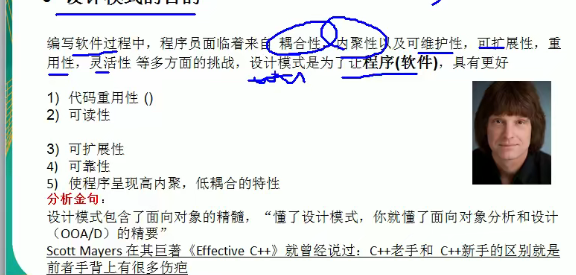 设计模式的目的
编写软件过程中，程序员面临着来自 耦合性，内聚性以及可维护性，可扩展性，重
用性，灵活性 等多方面的挑战，设计模式是为了让程序(软件)，具有更好
1) 代码重用性 ()
2) 可读性
3) 可扩展性
4) 可靠性
5) 使程序呈现高内聚，低耦合的特性
分析金句：
设计模式包含了面向对象的精髓，“懂了设计模式，你就懂了面向对象分析和设计
（OOA/D）的精要”
Scott Mayers 在其巨著《Effective C++》就曾经说过：C++老手和 C++新手的区别就是
前者手背上有很多伤疤